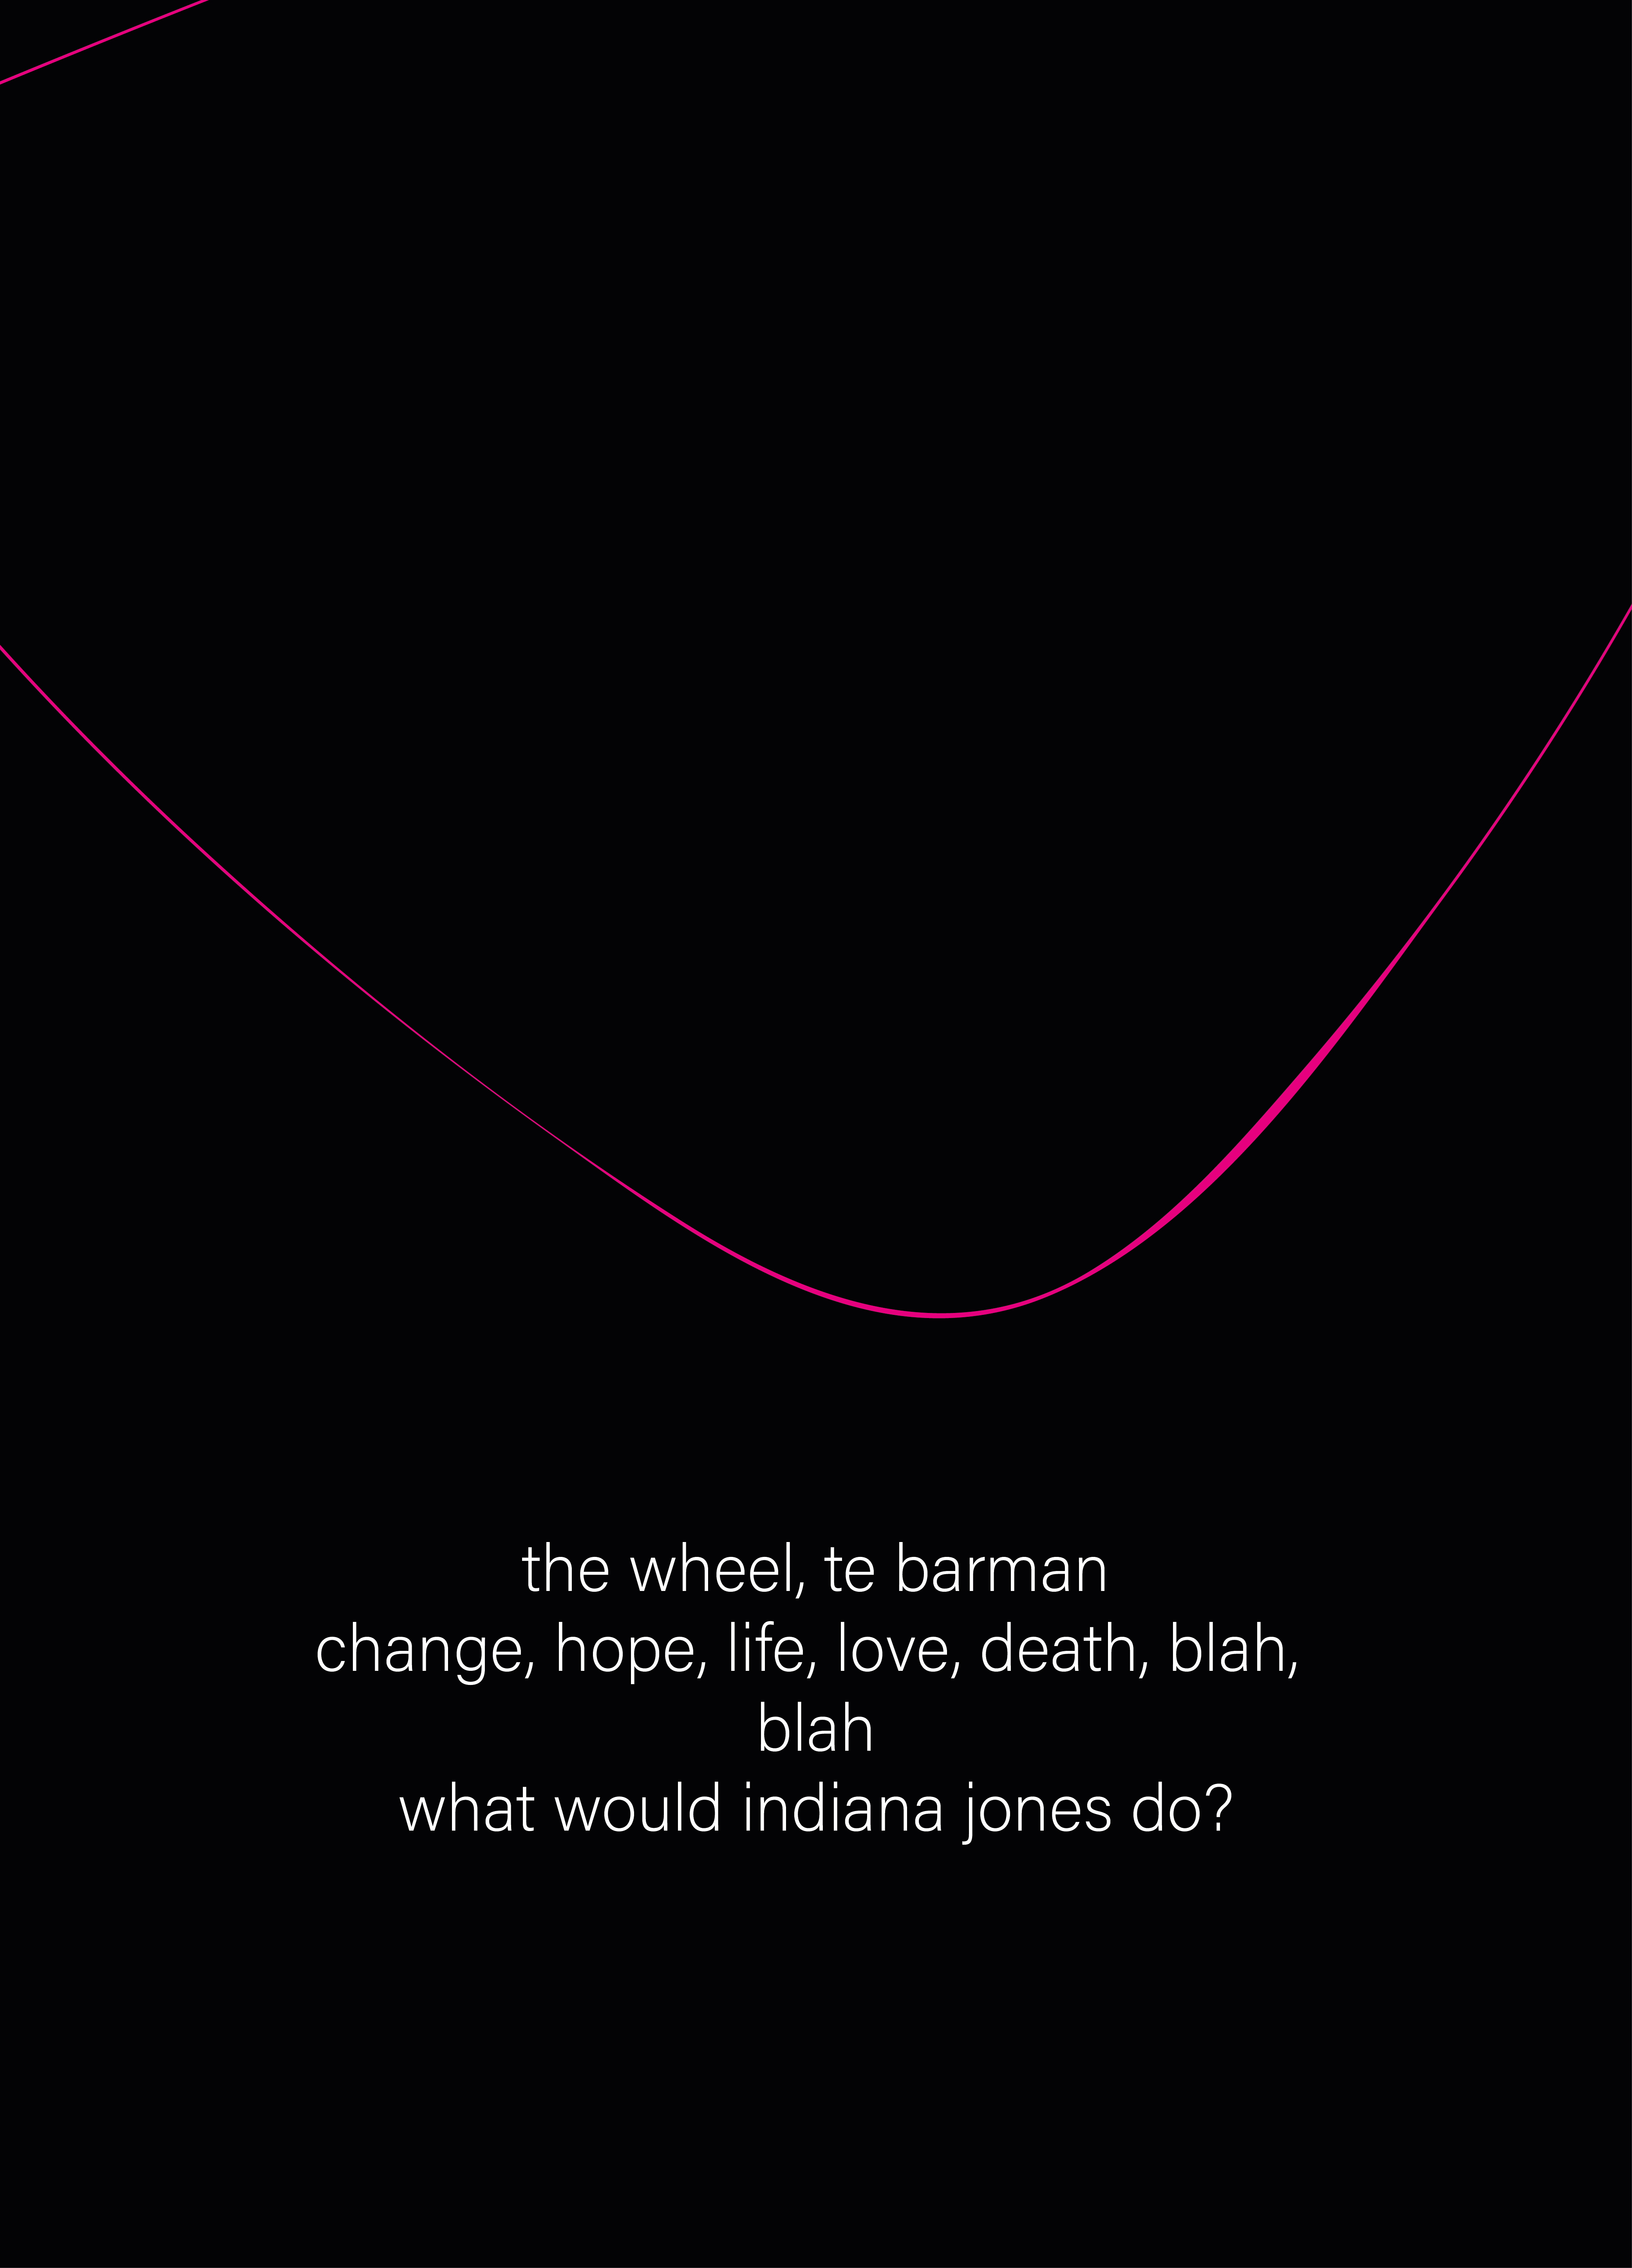 the wheel, te barman
change, hope, life, love, death, blah,
blah
what would indiana jones do?